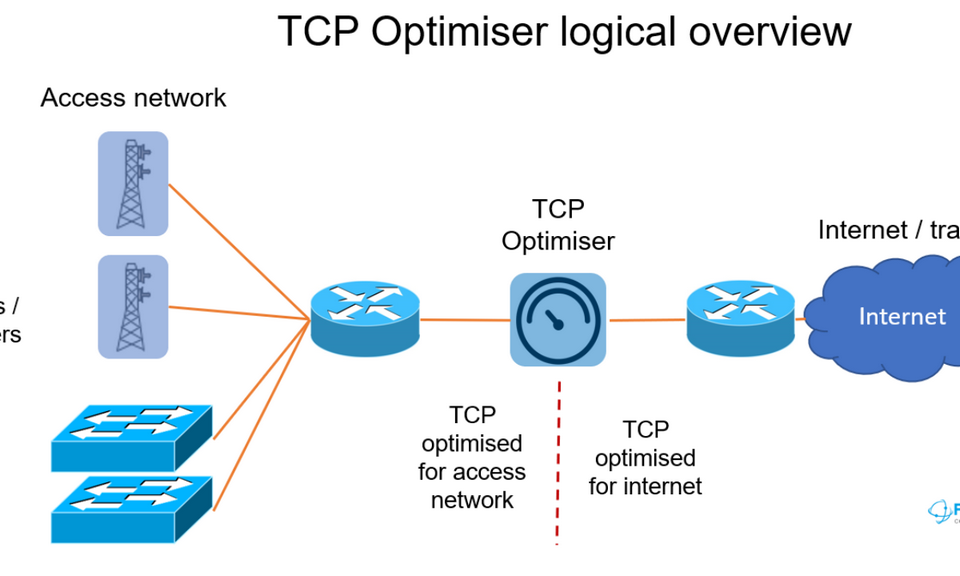 TCP Optimiser logical overview
Access network
TCP
Optimiser
Internet / tra
s /
ers
Internet
TCP
optimised
for access
network
TCP
optimised
for internet